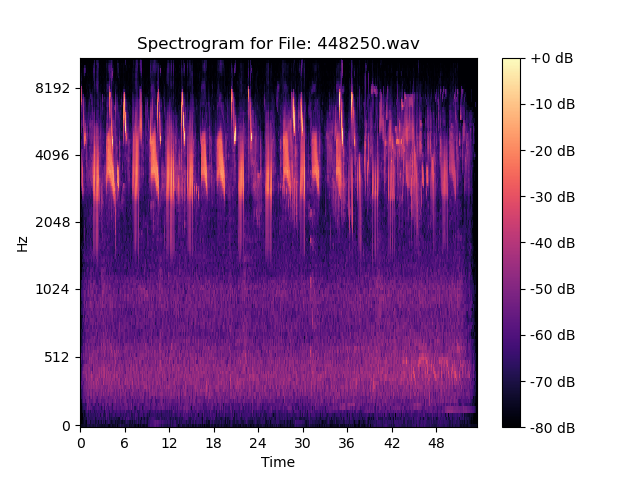 Spectrogram for File: 448250.wav
+0 dB
8192
-10 dB
4096
-20 dB
-30 dB
2048
Hz
-40 dB
1024
-50 dB
512
-60 dB
-70 dB
0
-80 dB
0 6 12 18 24 30 36 42 48
Time